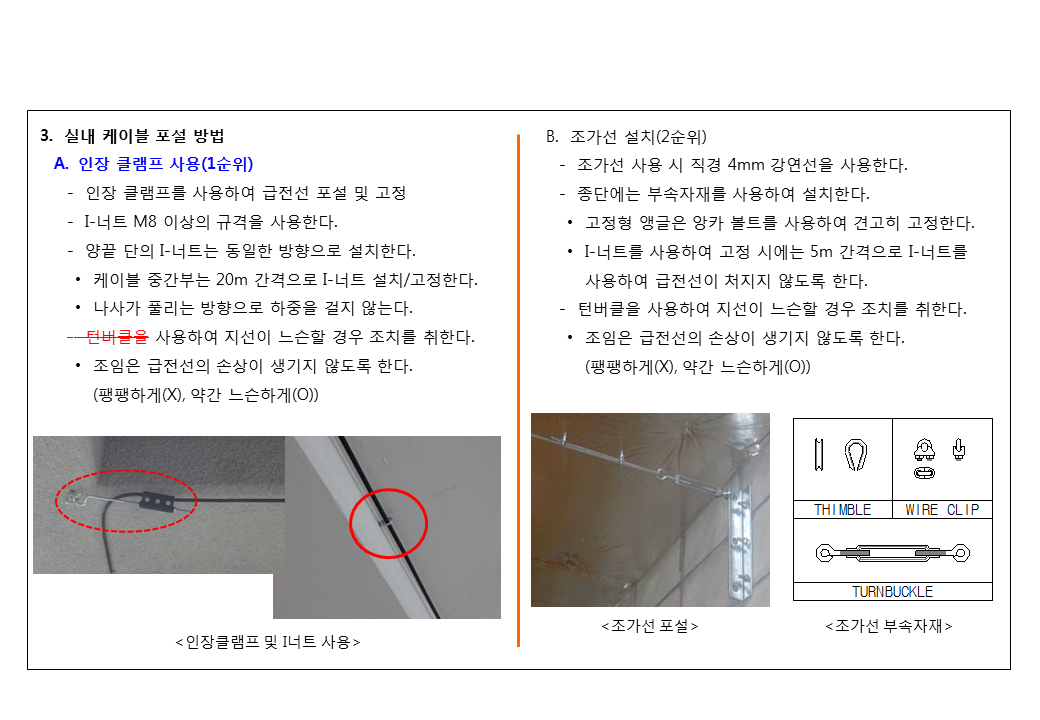 3. 실내 케이블 포설 방법
A. 인장 클램프 사용(1순위)
- 인장 클램프를 사용하여 급전선 포설 및 고정
- I-너트 M8 이상의 규격을 사용한다.
- 양끝 단의 I-너트는 동일한 방향으로 설치한다.
• 케이블 중간부는 20m 간격으로 I-너트 설치/고정한다.
• 나사가 풀리는 방향으로 하중을 걸지 않는다.
- 턴버클을 사용하여 지선이 느슨할 경우 조치를 취한다.
• 조임은 급전선의 손상이 생기지 않도록 한다.
(팽팽하게(X), 약간 느슨하게(O))
<인장클램프 및 I너트 사용>
B. 조가선 설치(2순위)
- 조가선 사용 시 직경 4mm 강연선을 사용한다.
- 종단에는 부속자재를 사용하여 설치한다.
• 고정형 앵글은 앙카 볼트를 사용하여 견고히 고정한다.
• I-너트를 사용하여 고정 시에는 5m 간격으로 I-너트를
사용하여 급전선이 처지지 않도록 한다.
- 턴버클을 사용하여 지선이 느슨할 경우 조치를 취한다.
• 조임은 급전선의 손상이 생기지 않도록 한다.
(팽팽하게(X), 약간 느슨하게(O))
THIMBLE
WIRE CLIP
TURNBUCKLE
<조가선 포설>
<조가선 부속자재>